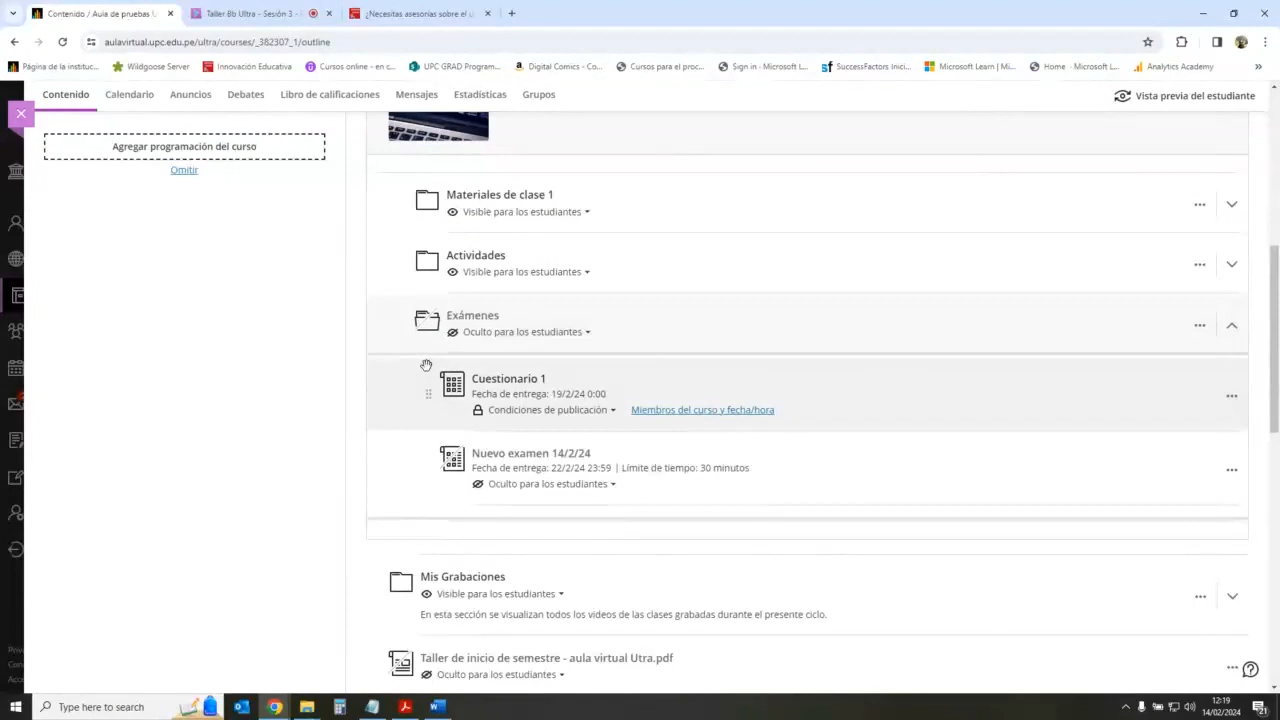 Contenido / Aula de pruebas U
Taller Bb Ultra - Sesión 3 -
¿Necesitas asesorías sobre el u
aulavirtual.upc.edu.pe/ultra/courses/_382307_1/outline
Página de la instituc...
Wildgoose Server
Innovación Educativa
Cursos online - en c...
UPC GRAD Program...
Digital Comics - Co...
Cursos para el proc...
Sign in - Microsoft L...
SuccessFactors Inici...
Microsoft Learn | Mi...
Home - Microsoft L...
Analytics Academy
Contenido
Calendario
Anuncios
Debates
Libro de calificaciones
Mensajes
Estadísticas
Grupos
Vista previa del estudiante
Agregar programación del curso
Omitir
Materiales de clase 1
Visible para los estudiantes
Actividades
Visible para los estudiantes
Exámenes
Oculto para los estudiantes
Cuestionario 1
Fecha de entrega: 19/2/24 0:00
Condiciones de publicación
Miembros del curso y fecha/hora
Nuevo examen 14/2/24
Fecha de entrega: 22/2/24 23:59 | Límite de tiempo: 30 minutos
Oculto para los estudiantes
Mis Grabaciones
Visible para los estudiantes
En esta sección se visualizan todos los videos de las clases grabadas durante el presente ciclo.
Taller de inicio de semestre - aula virtual Utra.pdf
Oculto para los estudiantes
Type here to search
12:19
14/02/2024
21